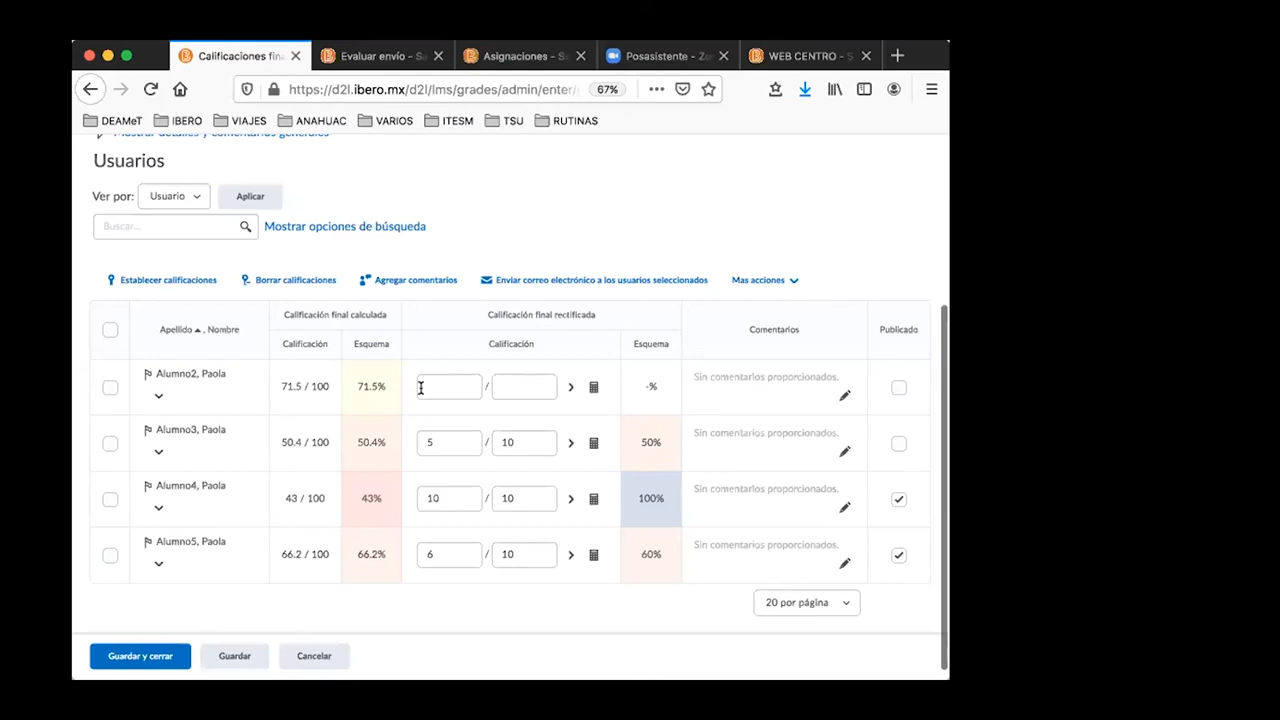 Calificaciones fin
Evaluar envío - S
Asignaciones - S
Posasistente - Zo
WEB CENTRO - S
https://d2l.ibero.mx/d2l/lms/grades/admin/enter/
67%
DEAMeT
IBERO
VIAJES
ANAHUAC
VARIOS
ITESM
TSU
RUTINAS
Mostrar detalles y comentarios generales
Usuarios
Ver por: Usuario Aplicar
Buscar... Mostrar opciones de búsqueda
Establecer calificaciones Borrar calificaciones Agregar comentarios Enviar correo electrónico a los usuarios seleccionados Mas acciones
Apellido , Nombre Calificación final calculada Calificación final rectificada Comentarios Publicado
Calificación Esquema Calificación Esquema
Alumno2, Paola 71.5 / 100 71.5% / -% Sin comentarios proporcionados.
Alumno3, Paola 50.4 / 100 50.4% 5 / 10 50% Sin comentarios proporcionados.
Alumno4, Paola 43 / 100 43% 10 / 10 100% Sin comentarios proporcionados.
Alumno5, Paola 66.2 / 100 66.2% 6 / 10 60% Sin comentarios proporcionados.
20 por página
Guardar y cerrar Guardar Cancelar